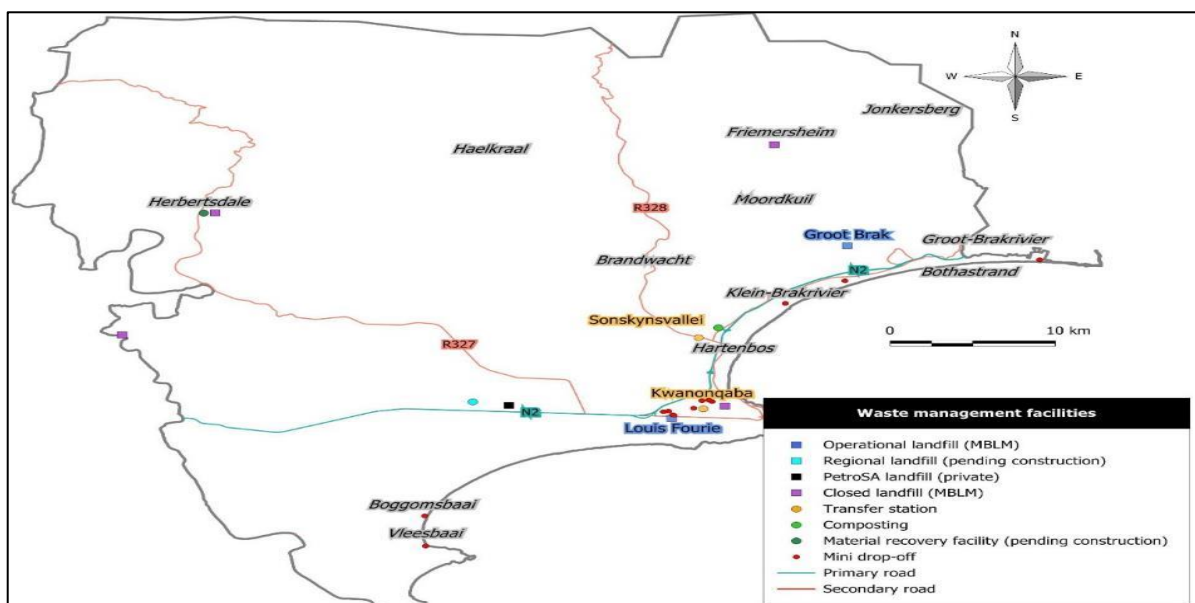 N
W E
S
Jonkersberg
Friemersheim
Haelkraal
Herbertsdale
Moordkuil
R328
Groot Brak
Groot-Brakrivier
Brandwacht
N2
Bothastrand
Klein-Brakrivier
Sonskynsvallei
0 10 km
R327
Hartenbos
Kwanonqaba
N2
Louis Fourie
Waste management facilities
Operational landfill (MBLM)
Regional landfill (pending construction)
PetroSA landfill (private)
Closed landfill (MBLM)
Transfer station
Composting
Material recovery facility (pending construction)
Mini drop-off
Primary road
Secondary road
Boggomsbaai
Vleesbaai